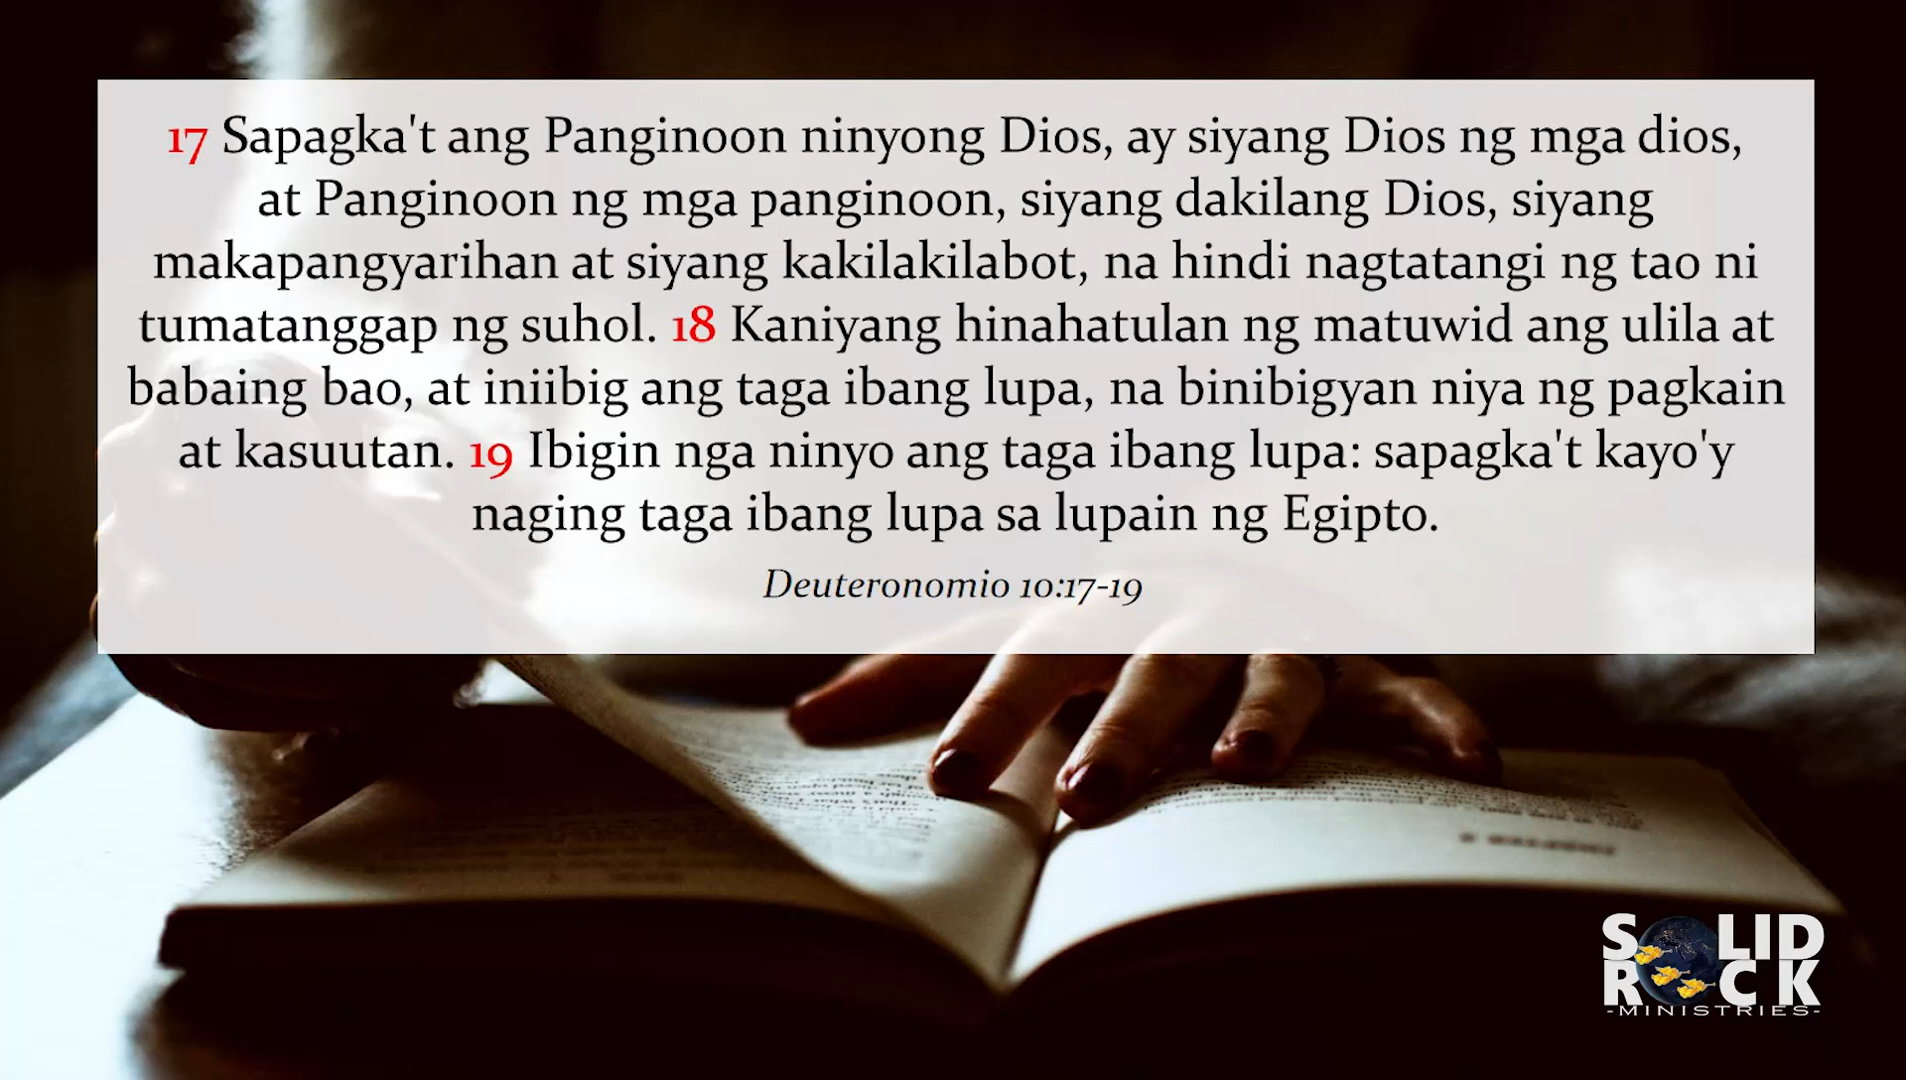 17 Sapagka't ang Panginoon ninyong Dios, ay siyang Dios ng mga dios,
at Panginoon ng mga panginoon, siyang dakilang Dios, siyang
makapangyarihan at siyang kakilakilabot, na hindi nagtatangi ng tao ni
tumatanggap ng suhol. 18 Kaniyang hinahatulan ng matuwid ang ulila at
babaing bao, at iniibig ang taga ibang lupa, na binibigyan niya ng pagkain
at kasuutan. 19 Ibigin nga ninyo ang taga ibang lupa: sapagka't kayo'y
naging taga ibang lupa sa lupain ng Egipto.
Deuteronomio 10:17-19
SOLID
ROCK
-MINISTRIES-